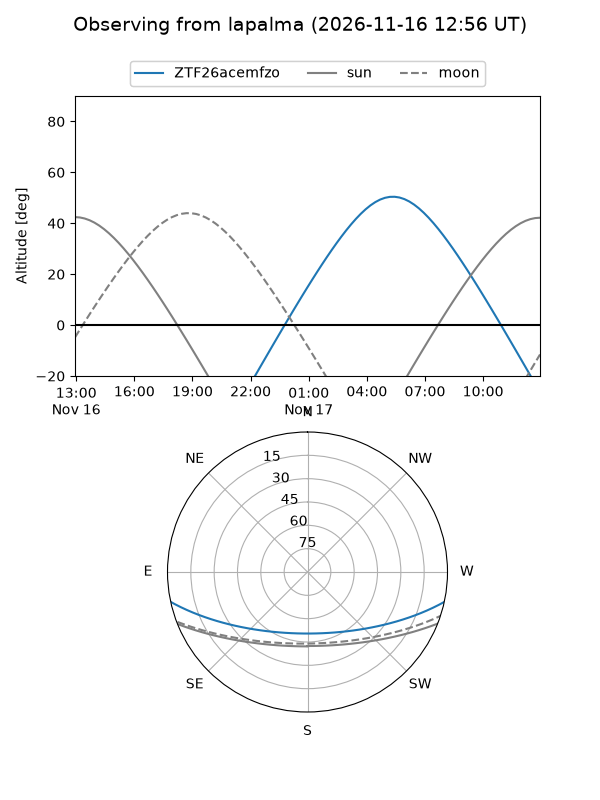 Observing from lapalma (2026-11-16 12:56 UT)
ZTF26acemfzo sun moon
80
60
40
20
0
−20
Altitude [deg]
13:00 16:00 19:00 22:00 01:00 04:00 07:00 10:00
Nov 16 Nov 17
N
NE NW
15
30
45
60
75
E W
SE SW
S